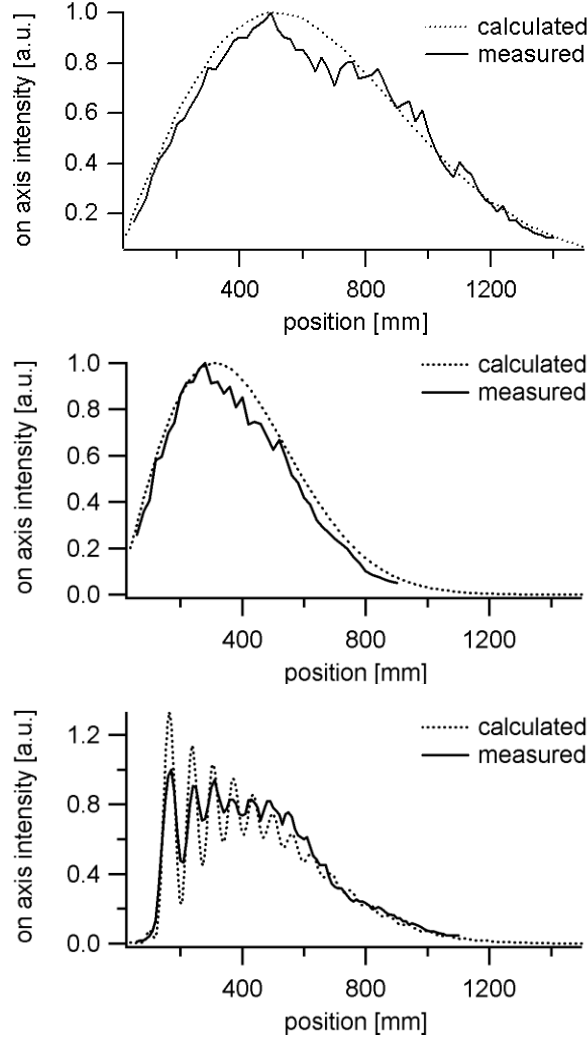 calculated
measured
on axis intensity [a.u.]
1.0
0.8
0.6
0.4
0.2
400 800 1200
position [mm]
calculated
measured
on axis intensity [a.u.]
1.0
0.8
0.6
0.4
0.2
0.0
400 800 1200
position [mm]
calculated
measured
on axis intensity [a.u.]
1.2
0.8
0.4
0.0
400 800 1200
position [mm]